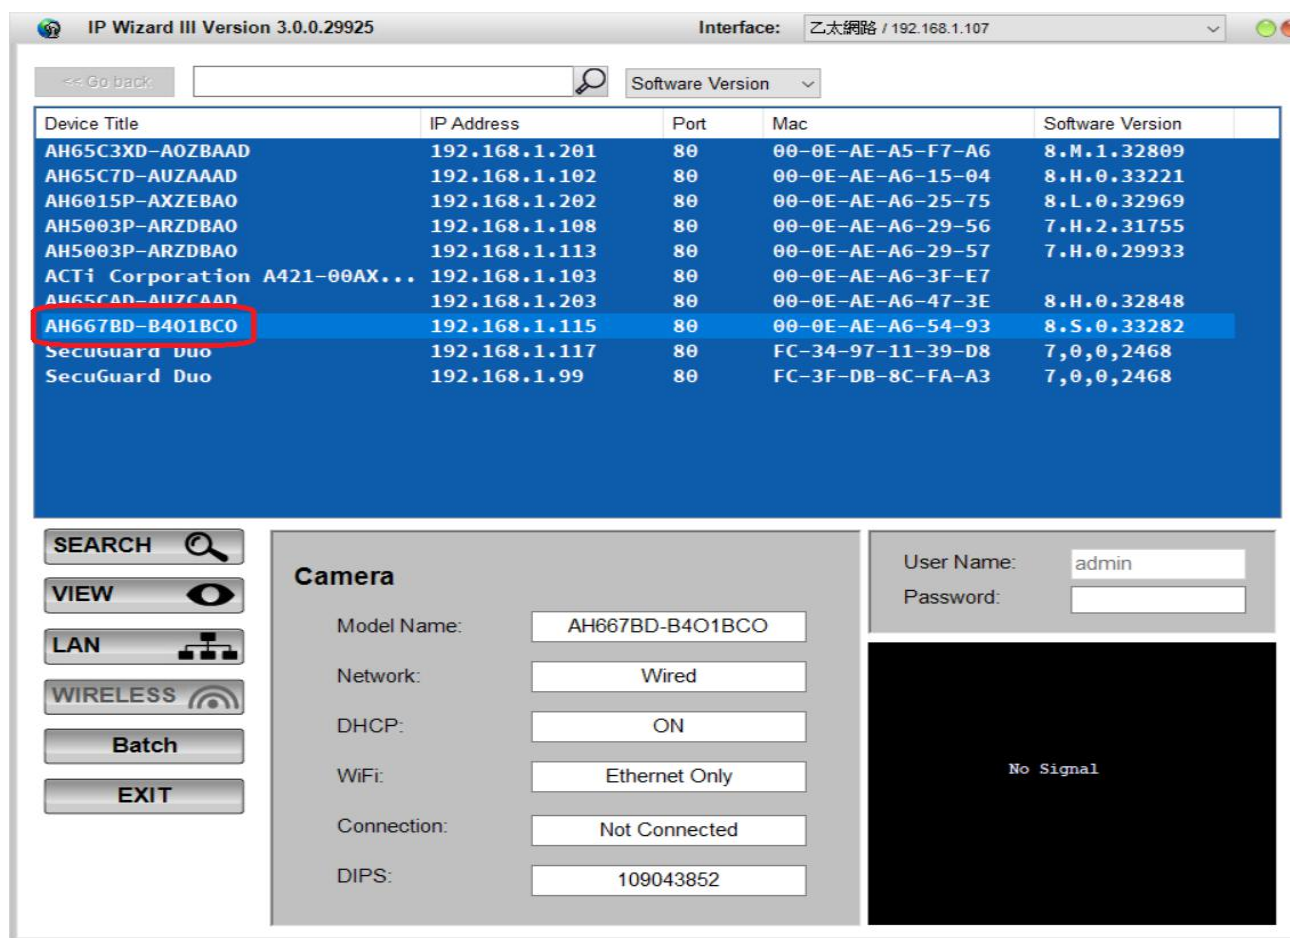 IP Wizard III Version 3.0.0.29925 Interface: 乙太網路 / 192.168.1.107
<< Go back Software Version
Device Title IP Address Port Mac Software Version
AH65C3XD-AOZBAAD 192.168.1.201 80 00-0E-AE-A5-F7-A6 8.M.1.32809
AH65C7D-AUZAAAD 192.168.1.102 80 00-0E-AE-A6-15-04 8.H.0.33221
AH6015P-AXZEBAO 192.168.1.202 80 00-0E-AE-A6-25-75 8.L.0.32969
AH5003P-ARZDBAO 192.168.1.108 80 00-0E-AE-A6-29-56 7.H.2.31755
AH5003P-ARZDBAO 192.168.1.113 80 00-0E-AE-A6-29-57 7.H.0.29933
ACTi Corporation A421-00AX... 192.168.1.103 80 00-0E-AE-A6-3F-E7
AH65CAD-AUZCAAD 192.168.1.203 80 00-0E-AE-A6-47-3E 8.H.0.32848
AH667BD-B4O1BCO 192.168.1.115 80 00-0E-AE-A6-54-93 8.S.0.33282
SecuGuard Duo 192.168.1.117 80 FC-34-97-11-39-D8 7,0,0,2468
SecuGuard Duo 192.168.1.99 80 FC-3F-DB-8C-FA-A3 7,0,0,2468
SEARCH
VIEW
LAN
WIRELESS
Batch
EXIT
Camera
Model Name: AH667BD-B4O1BCO
Network: Wired
DHCP: ON
WiFi: Ethernet Only
Connection: Not Connected
DIPS: 109043852
User Name: admin
Password:
No Signal